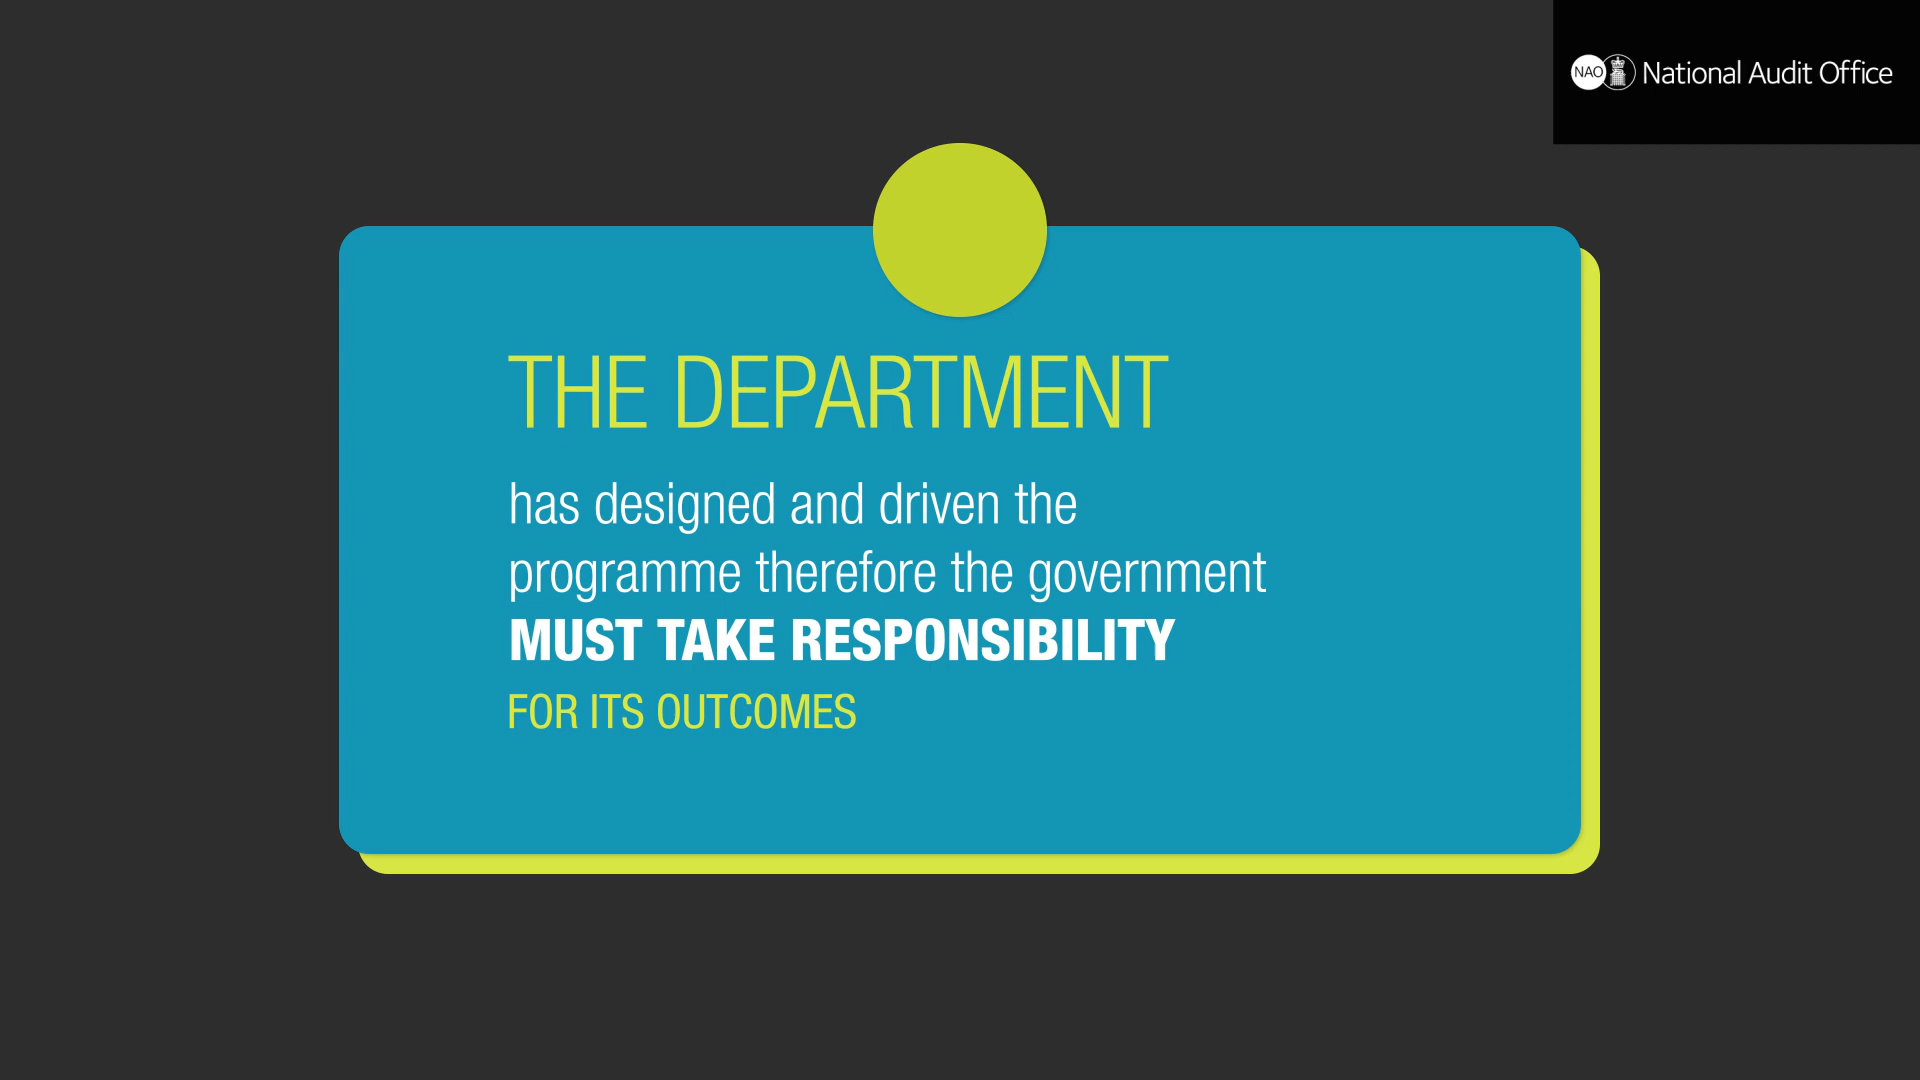 NAO National Audit Office
THE DEPARTMENT
has designed and driven the
programme therefore the government
MUST TAKE RESPONSIBILITY
FOR ITS OUTCOMES